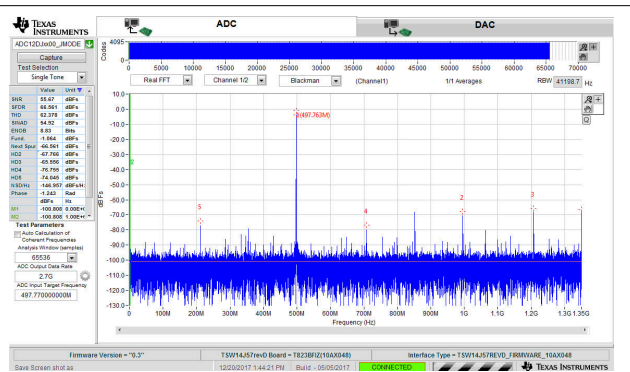 TEXAS INSTRUMENTS
ADC
DAC
ADC12DJxx00_JMODE
Capture
Test Selection
Single Tone
Value Unit
SNR 55.67 dBFs
SFDR 66.561 dBFs
THD 62.378 dBFs
SINAD 54.92 dBFs
ENOB 8.83 Bits
Fund. -1.064 dBFs
Next Spur -66.561 dBFs
HD2 -67.766 dBFs
HD3 -65.556 dBFs
HD4 -76.759 dBFs
HD5 -74.045 dBFs
NSD/Hz -146.957 dBFs/H
Phase -1.243 Rad
dBFs Hz
M1 -100.808 0.00E+
M2 -100.808 1.00E+
Test Parameters
Auto Calculation of
Coherent Frequencies
Analysis Window (samples)
65536
ADC Output Data Rate
2.7G
ADC Input Target Frequency
497.770000000M
Codes
4095
0
0 5000 10000 15000 20000 25000 30000 35000 40000 45000 50000 55000 60000 65000 70000
Real FFT
Channel 1/2
Blackman
(Channel1)
1/1 Averages
RBW 41198.7 Hz
10.0
0.0
-10.0
-20.0
-30.0
-40.0
-50.0
-60.0
-70.0
-80.0
-90.0
-100.0
-110.0
-120.0
-130.0
dBFs
(497.763M)
5
4
2
3
0 100M 200M 300M 400M 500M 600M 700M 800M 900M 1G 1.1G 1.2G 1.3G 1.35G
Frequency (Hz)
Firmware Version = "0.3"
TSW14J57revD Board = T823BFIZ(10AX048)
Interface Type = TSW14J57REVD_FIRMWARE_10AX048
Save Screen shot as
12/20/2017 1:44:21 PM
Build - 05/05/2017
CONNECTED
TEXAS INSTRUMENTS